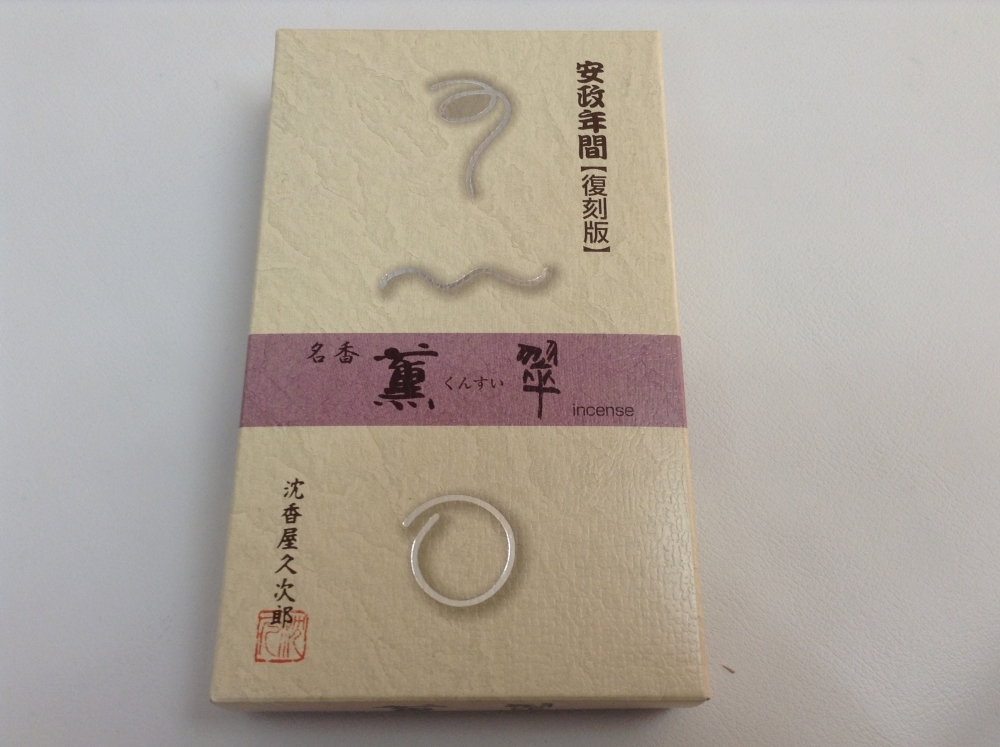 安政年間【復刻版】
名香 薫 くんすい 翠 incense
沈香屋久次郎